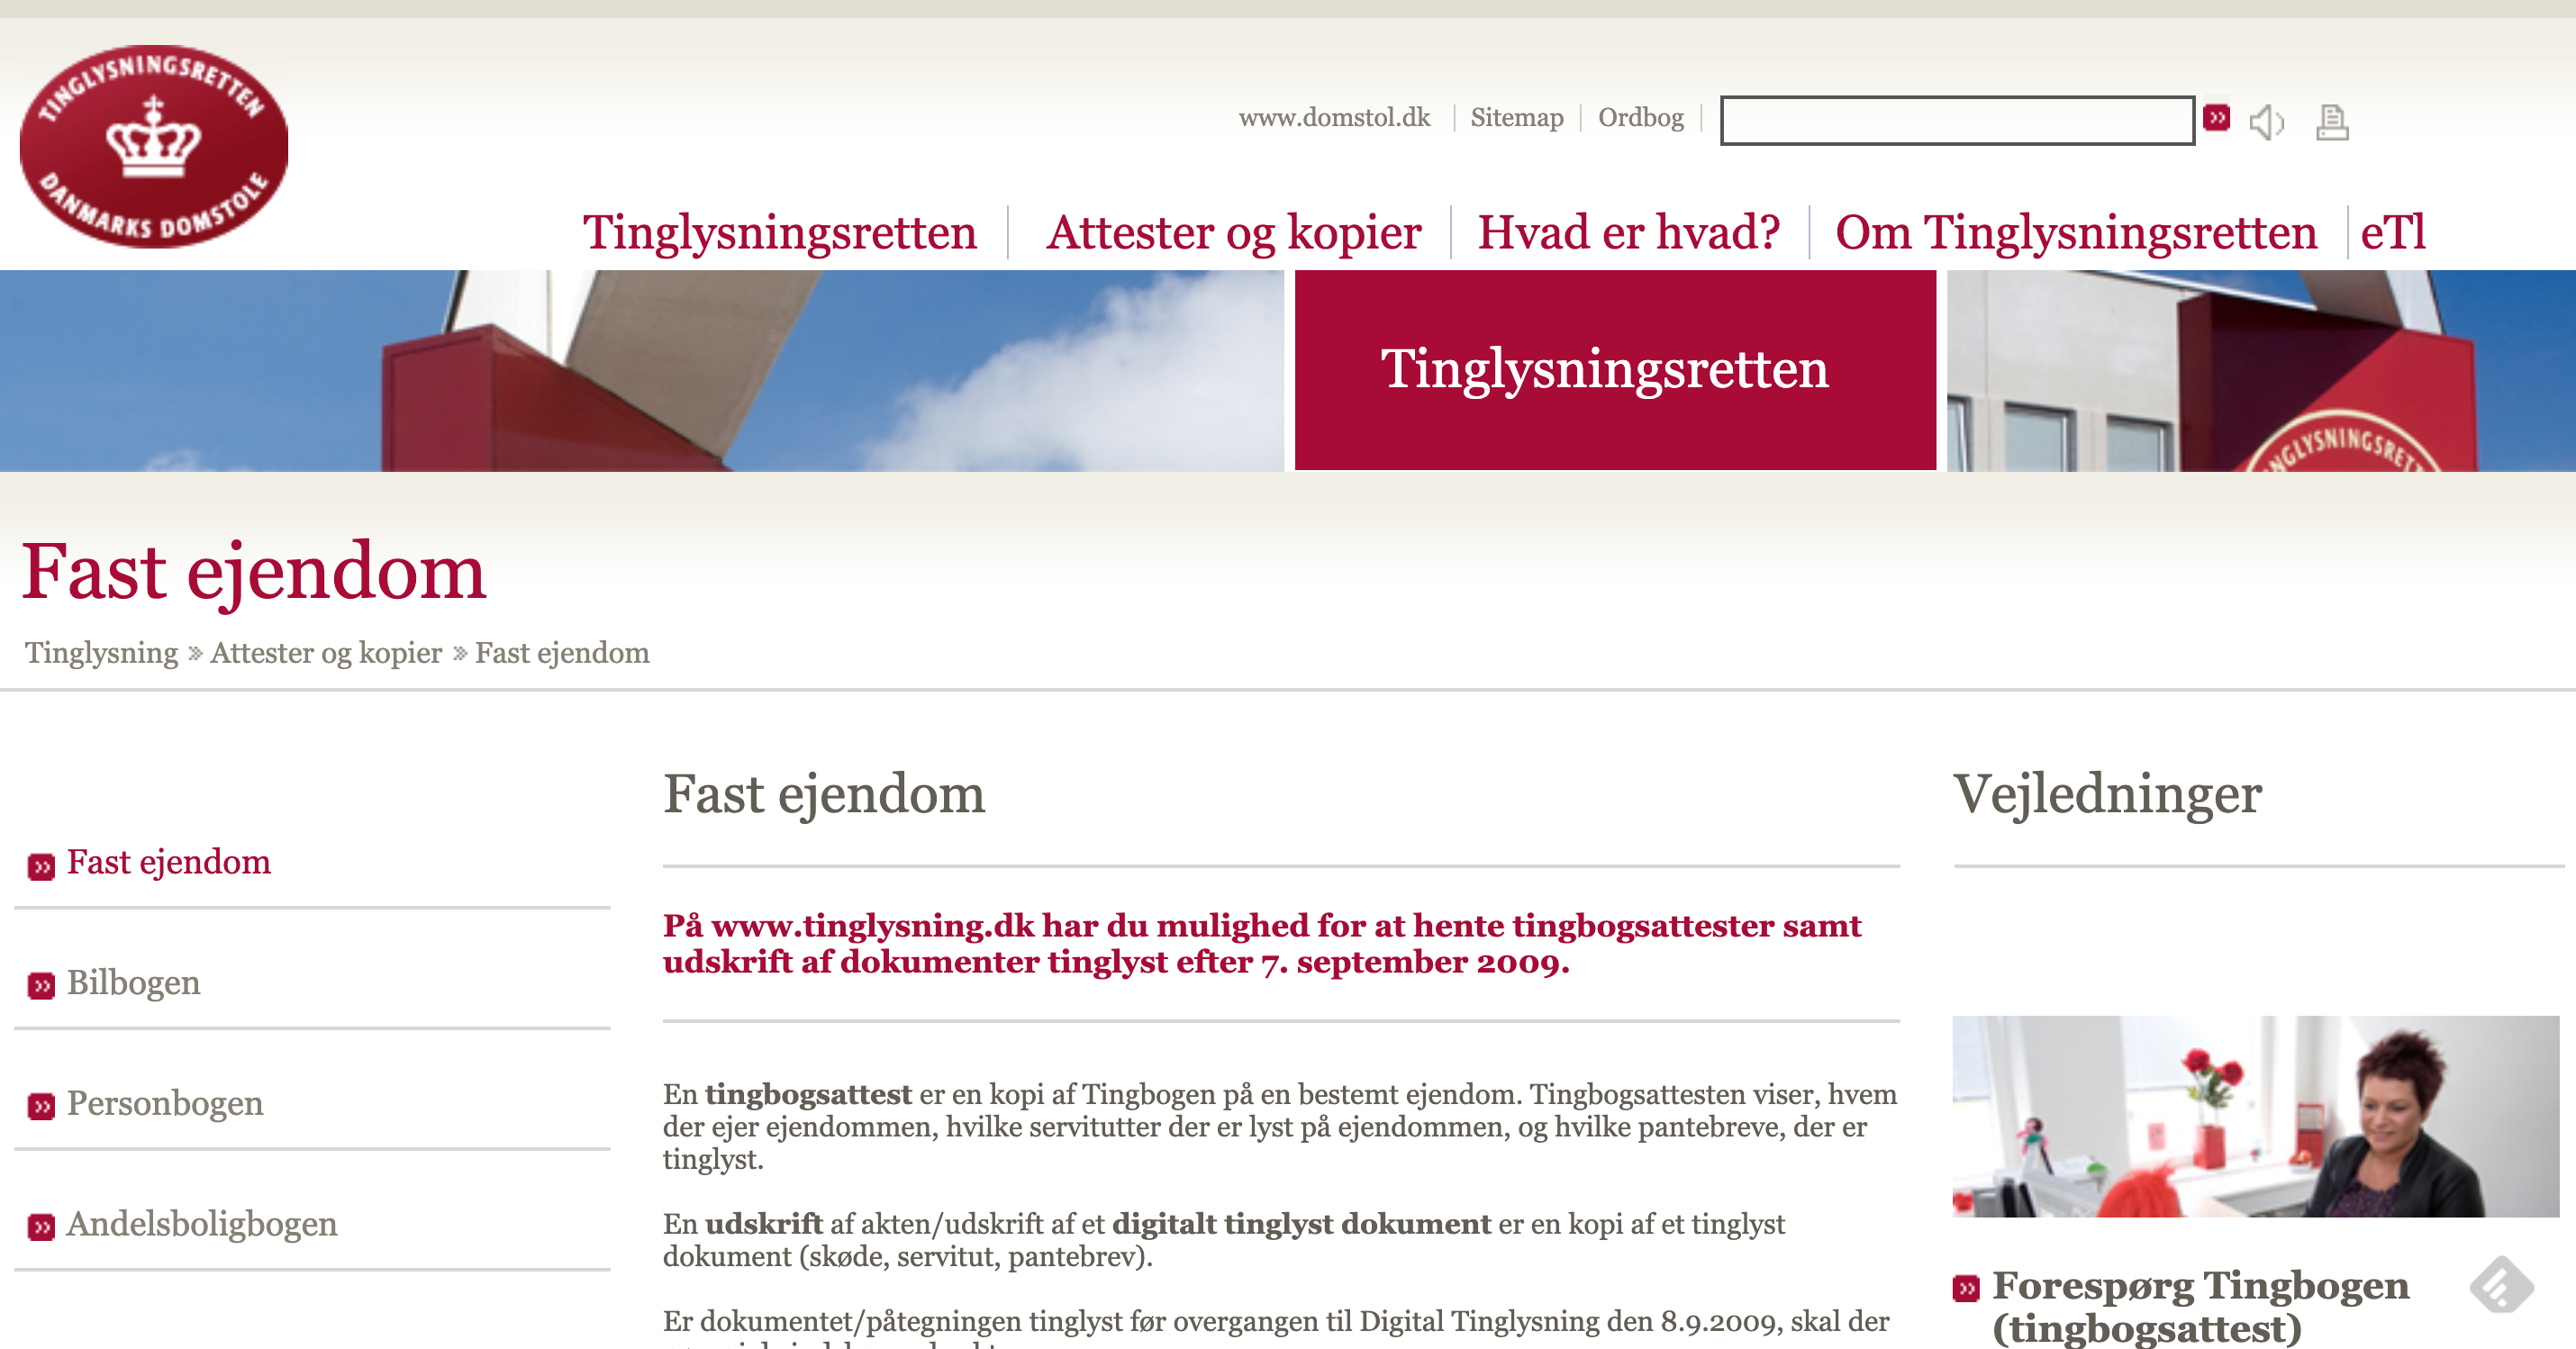 TINGLYSNINGSRETTEN
DANMARKS DOMSTOLE
www.domstol.dk
Sitemap
Ordbog
Tinglysningsretten
Attester og kopier
Hvad er hvad?
Om Tinglysningsretten
eTl
Tinglysningsretten
Fast ejendom
Tinglysning » Attester og kopier » Fast ejendom
Fast ejendom
Bilbogen
Personbogen
Andelsboligbogen
Fast ejendom
På www.tinglysning.dk har du mulighed for at hente tingbogsattester samt
udskrift af dokumenter tinglyst efter 7. september 2009.
En tingbogsattest er en kopi af Tingbogen på en bestemt ejendom. Tingbogsattesten viser, hvem
der ejer ejendommen, hvilke servitutter der er lyst på ejendommen, og hvilke pantebreve, der er
tinglyst.
En udskrift af akten/udskrift af et digitalt tinglyst dokument er en kopi af et tinglyst
dokument (skøde, servitut, pantebrev).
Er dokumentet/påtegningen tinglyst før overgangen til Digital Tinglysning den 8.9.2009, skal der
Vejledninger
Forespørg Tingbogen
(tingbogsattest)